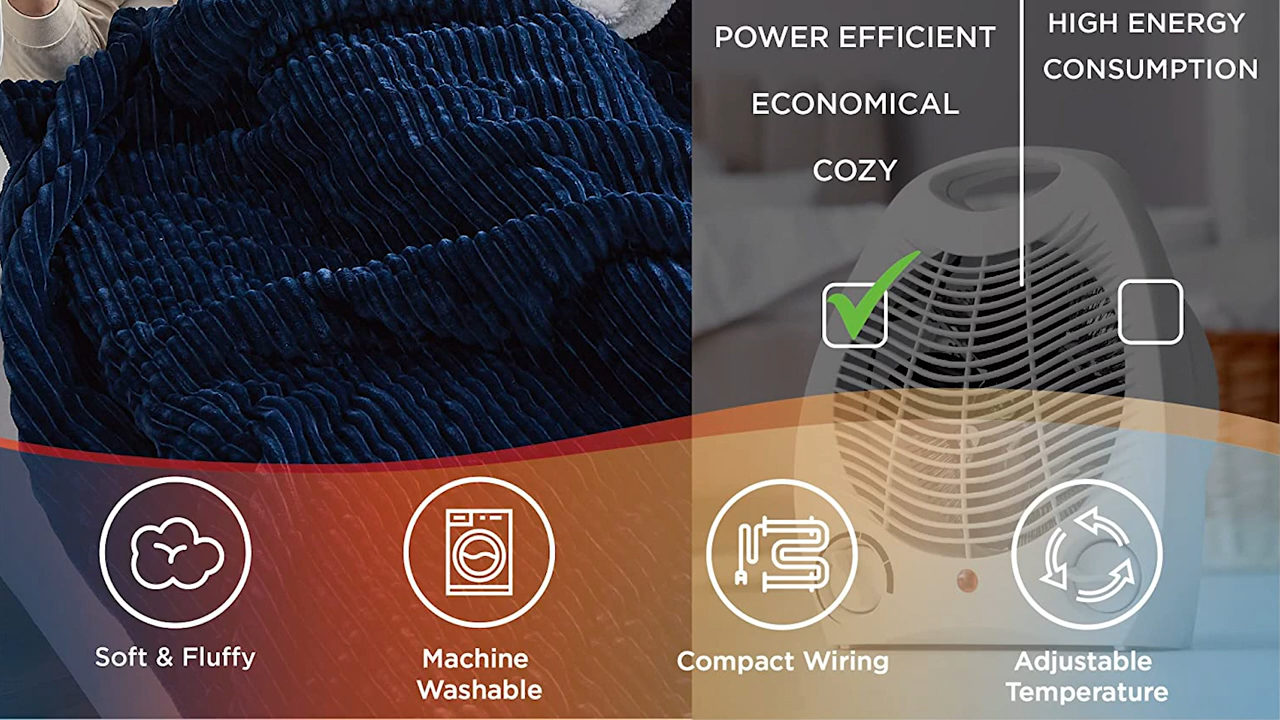 POWER EFFICIENT
ECONOMICAL
COZY
HIGH ENERGY
CONSUMPTION
Soft & Fluffy
Machine
Washable
Compact Wiring
Adjustable
Temperature